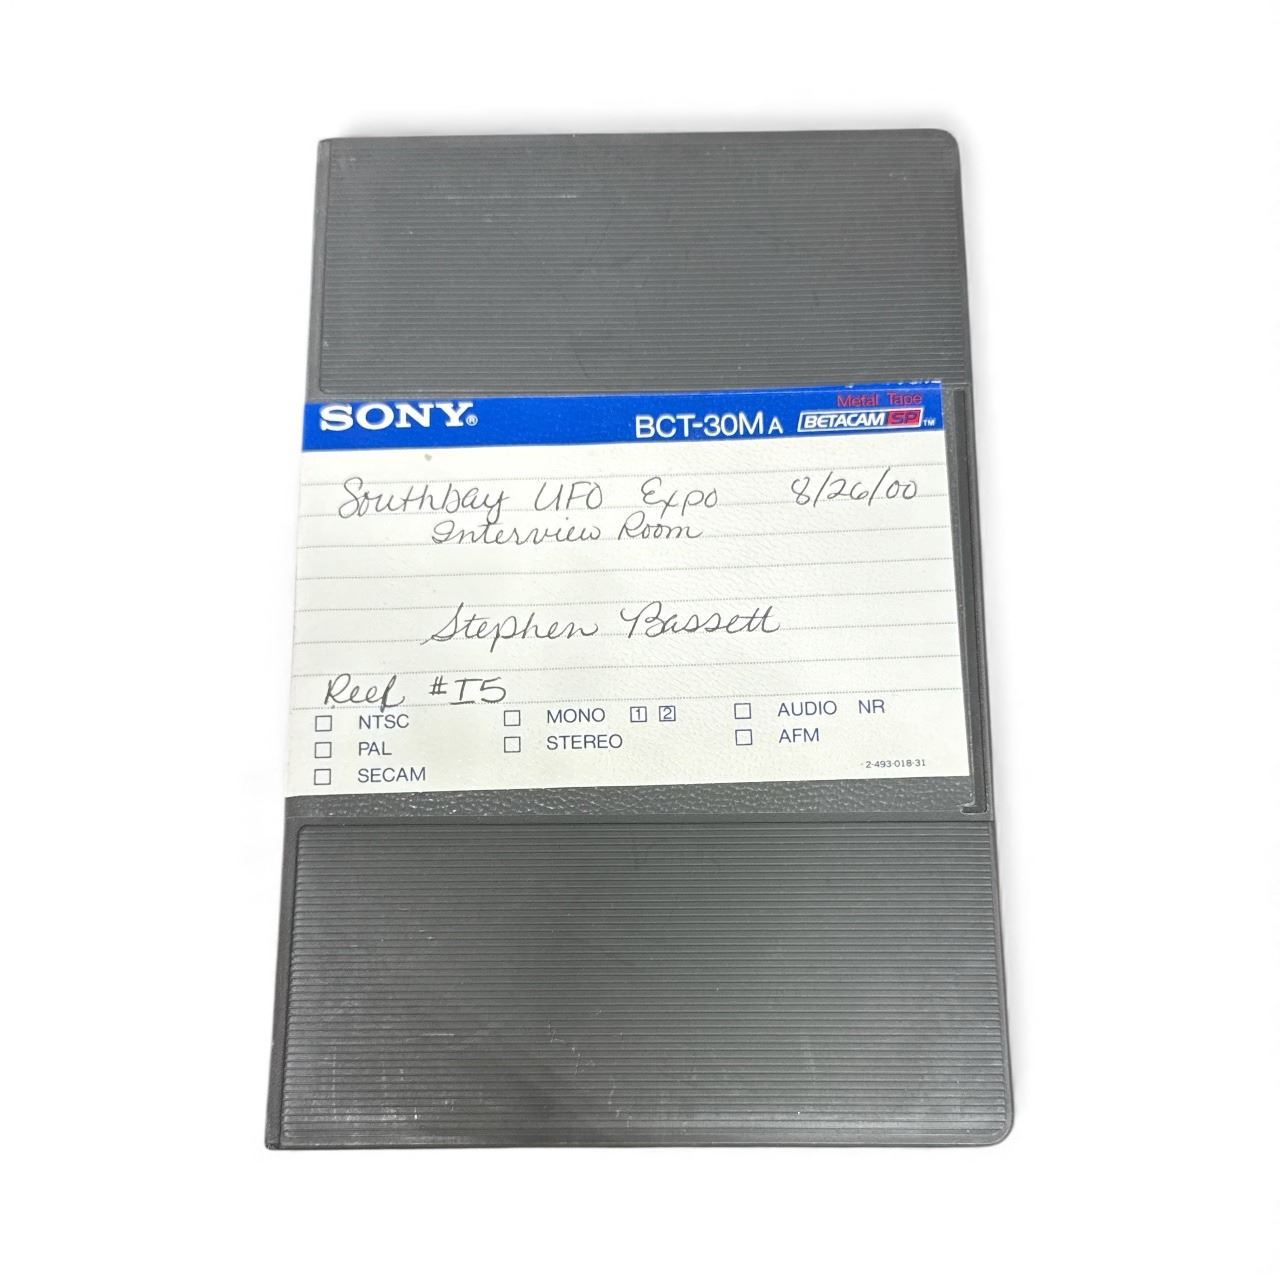 SONY®
Metal Tape
BCT-30MA BETACAM SP™
Southbay UFO Expo 8/26/00
Interview Room
Stephen Bassett
Reel #I5
NTSC MONO 1 2 AUDIO NR
PAL STEREO AFM
SECAM
2-493-018-31